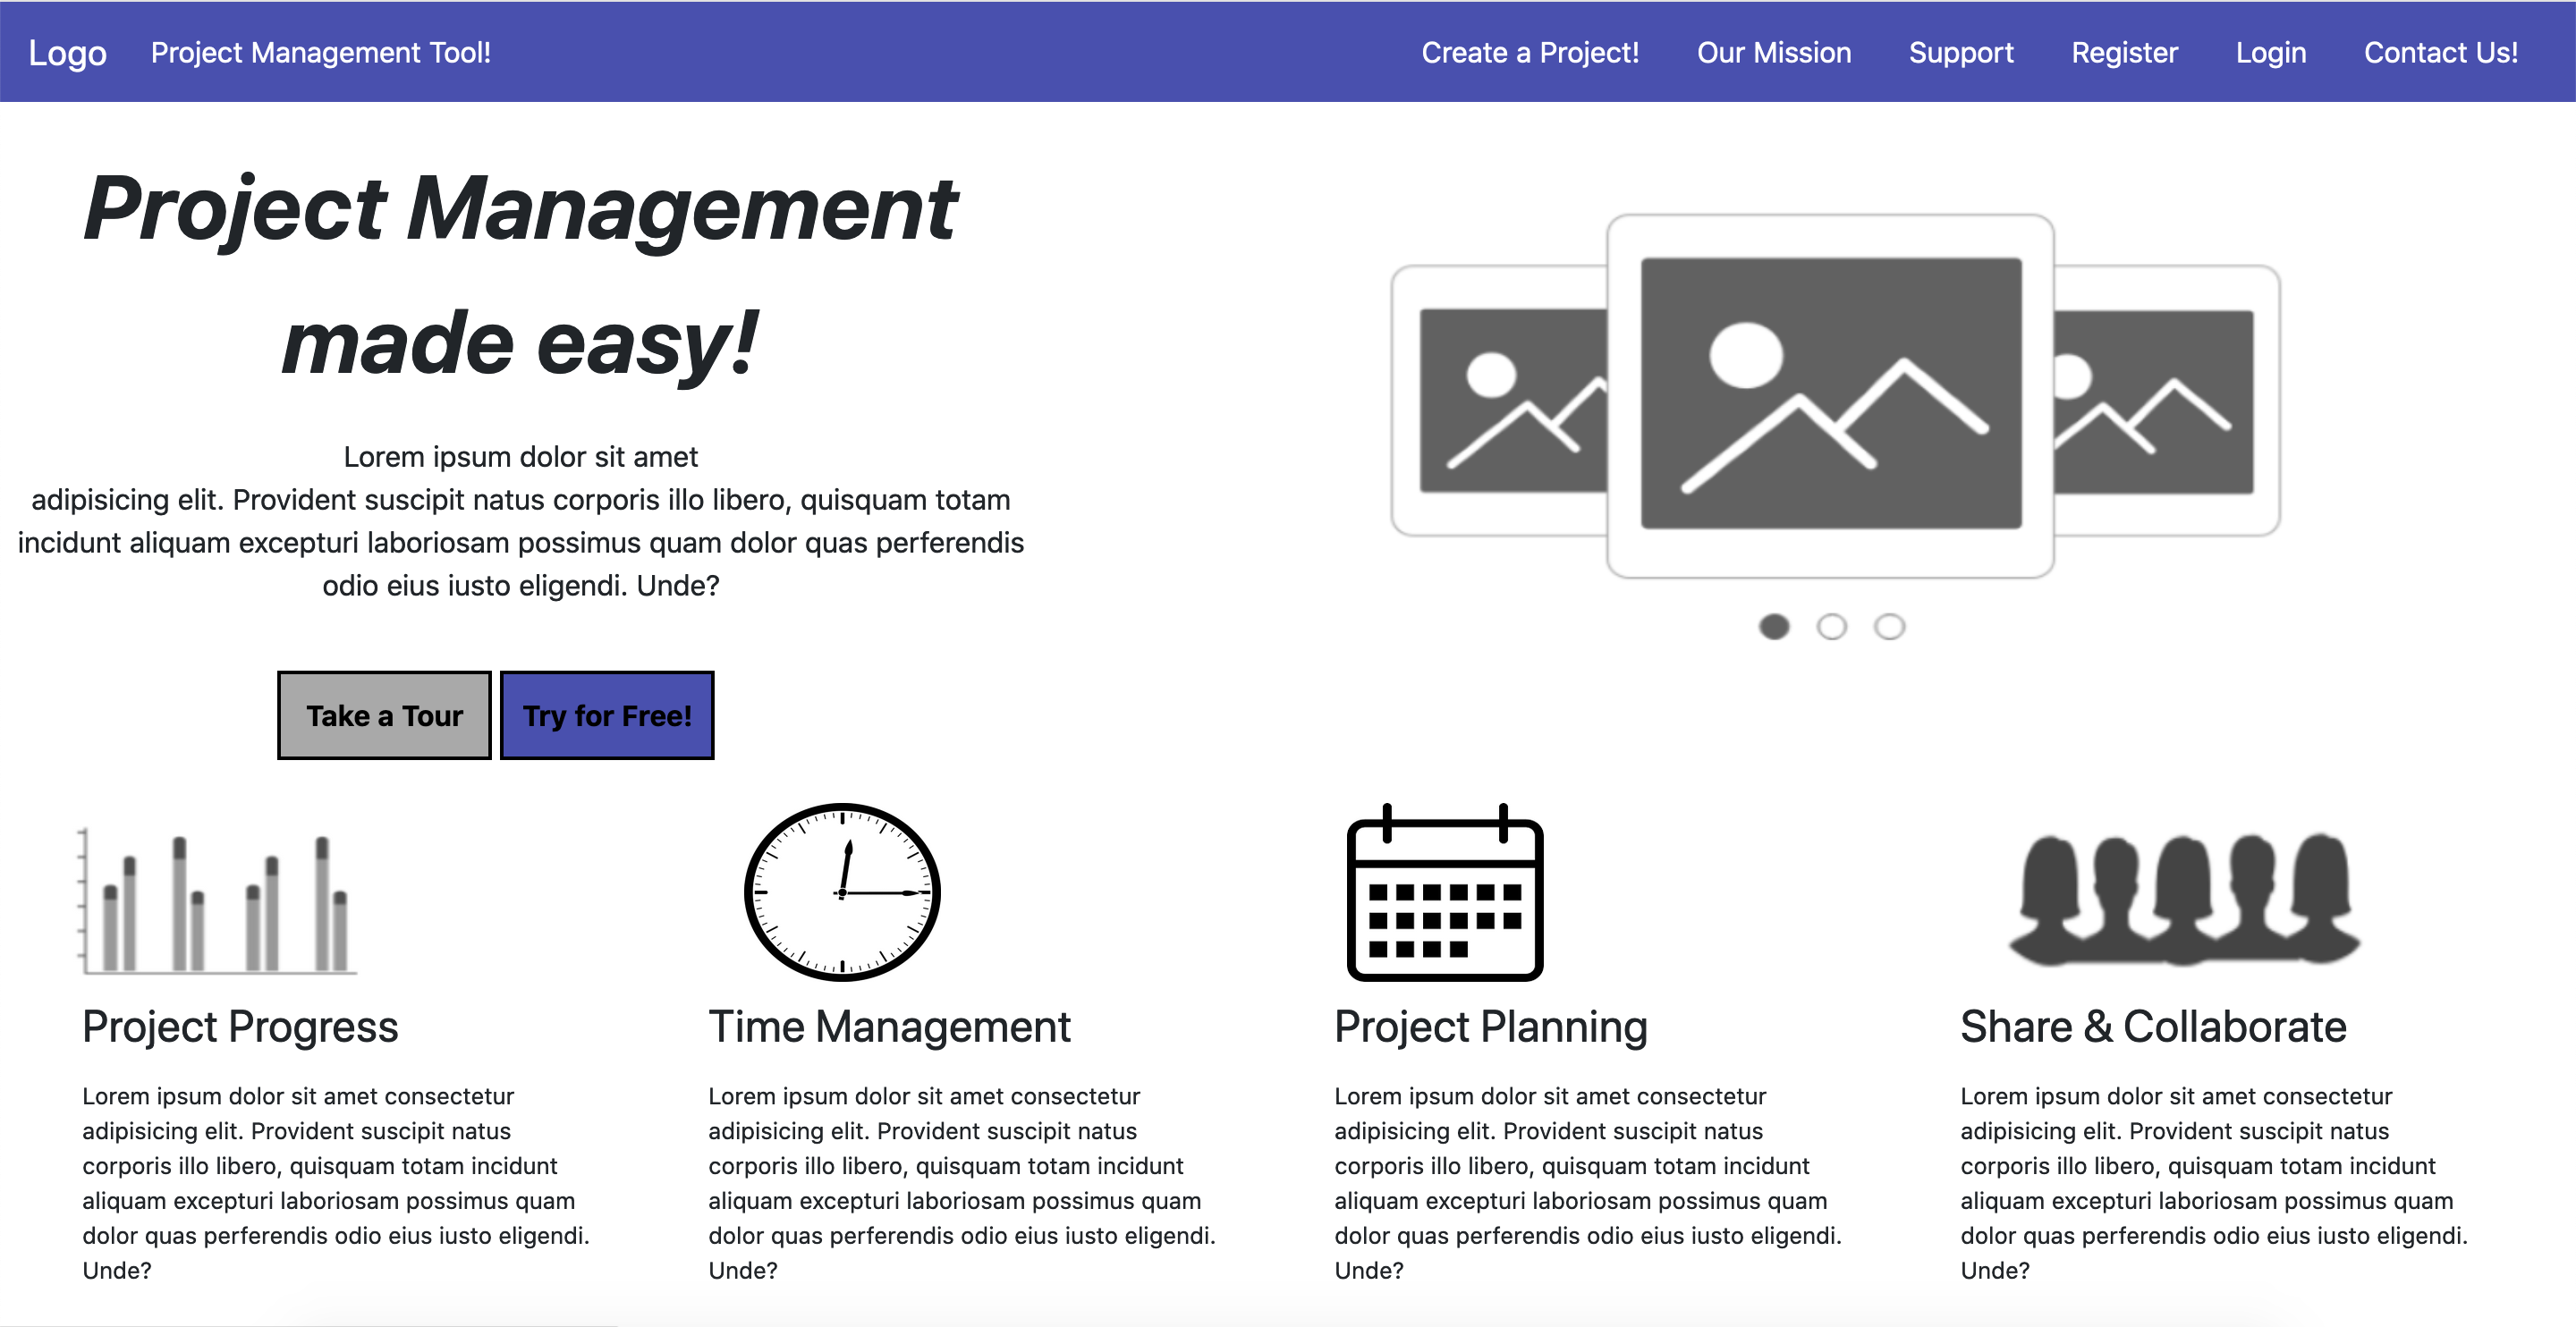 Logo
Project Management Tool!
Create a Project!
Our Mission
Support
Register
Login
Contact Us!
Project Management
made easy!
Lorem ipsum dolor sit amet
adipisicing elit. Provident suscipit natus corporis illo libero, quisquam totam
incidunt aliquam excepturi laboriosam possimus quam dolor quas perferendis
odio eius iusto eligendi. Unde?
Take a Tour
Try for Free!
Project Progress
Lorem ipsum dolor sit amet consectetur
adipisicing elit. Provident suscipit natus
corporis illo libero, quisquam totam incidunt
aliquam excepturi laboriosam possimus quam
dolor quas perferendis odio eius iusto eligendi.
Unde?
Time Management
Lorem ipsum dolor sit amet consectetur
adipisicing elit. Provident suscipit natus
corporis illo libero, quisquam totam incidunt
aliquam excepturi laboriosam possimus quam
dolor quas perferendis odio eius iusto eligendi.
Unde?
Project Planning
Lorem ipsum dolor sit amet consectetur
adipisicing elit. Provident suscipit natus
corporis illo libero, quisquam totam incidunt
aliquam excepturi laboriosam possimus quam
dolor quas perferendis odio eius iusto eligendi.
Unde?
Share & Collaborate
Lorem ipsum dolor sit amet consectetur
adipisicing elit. Provident suscipit natus
corporis illo libero, quisquam totam incidunt
aliquam excepturi laboriosam possimus quam
dolor quas perferendis odio eius iusto eligendi.
Unde?